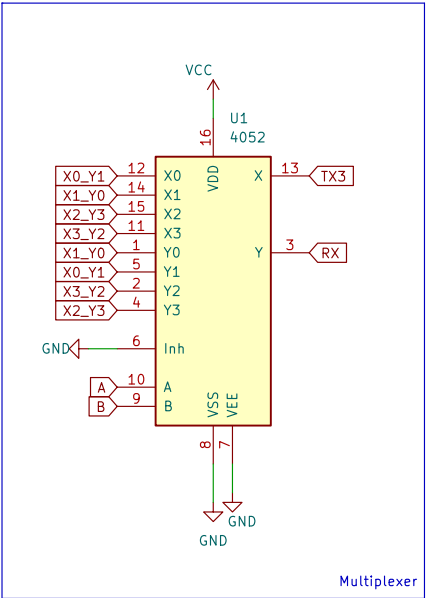 VCC
U1
4052
16
VDD
X0_Y1 12 X0 X 13 TX3
X1_Y0 14 X1
X2_Y3 15 X2
X3_Y2 11 X3
X1_Y0 1 Y0 Y 3 RX
X0_Y1 5 Y1
X3_Y2 2 Y2
X2_Y3 4 Y3
GND 6 Inh
A 10 A
B 9 B
VSS VEE
8 7
GND
GND
Multiplexer